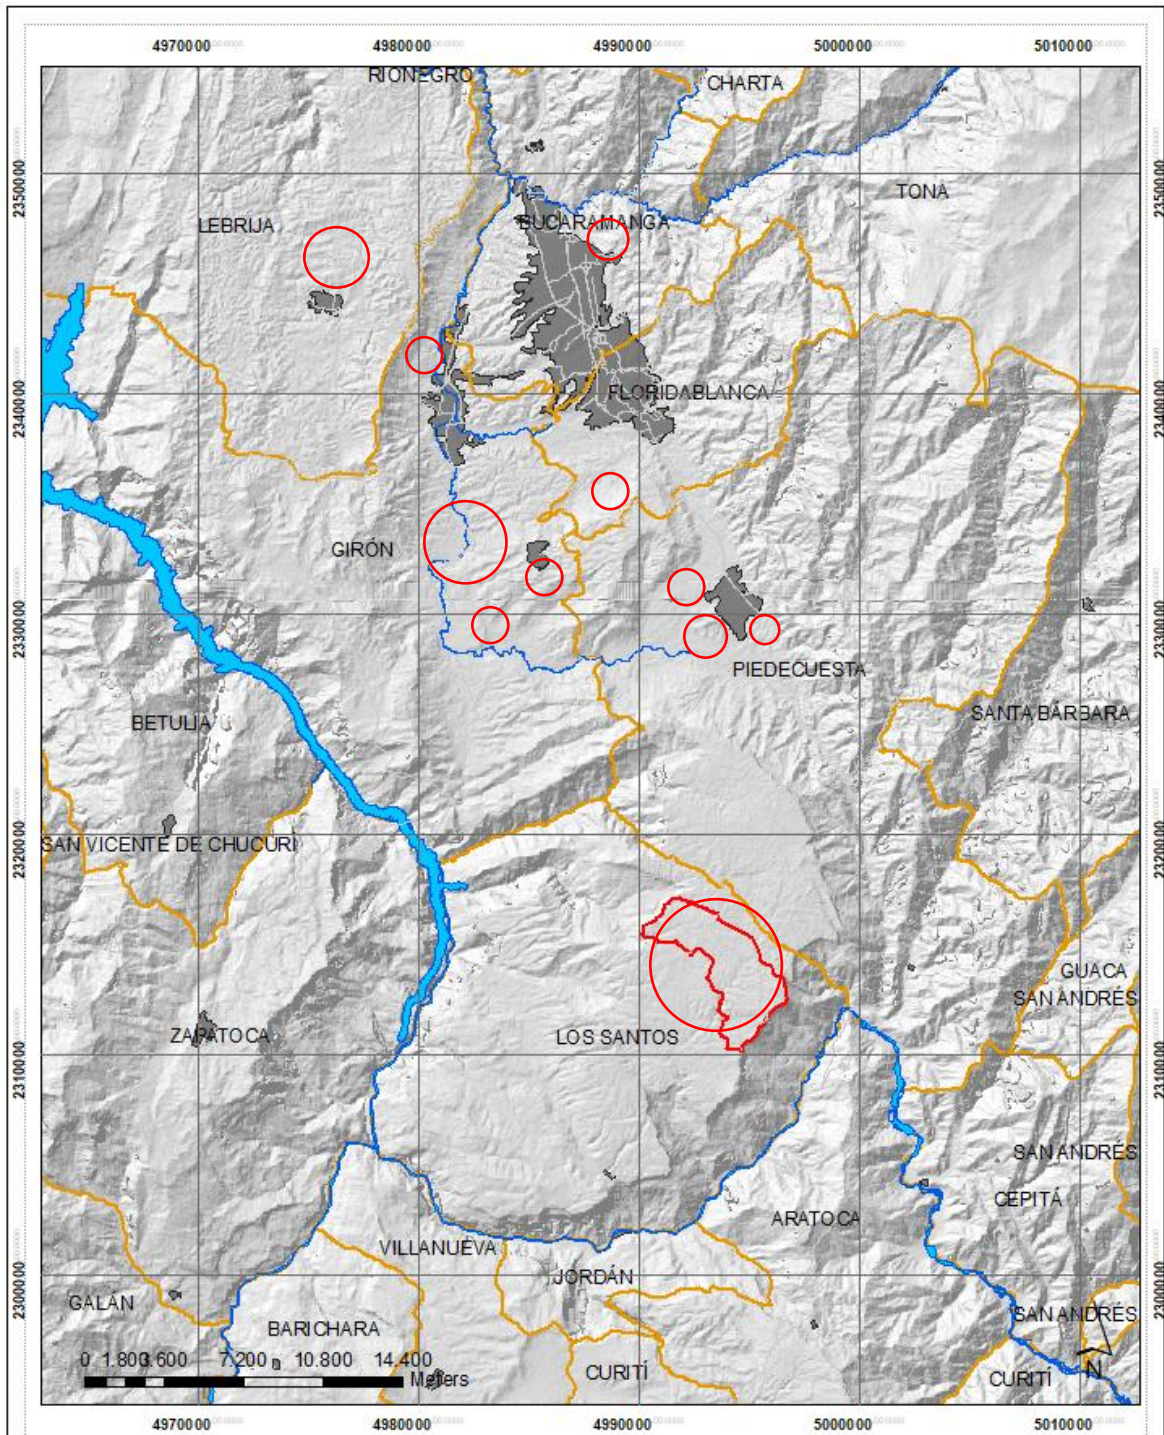 4970000 4980000 4990000 5000000 5010000
RIONEGRO
CHARTA
2350000 2350000
TONA
LEBRIJA
BUCARAMANGA
2340000 2340000
FLORIDABLANCA
GIRÓN
2330000 2330000
PIEDECUESTA
BETULIA
SANTA BÁRBARA
2320000 2320000
SAN VICENTE DE CHUCURÍ
GUACA
SAN ANDRÉS
ZAPATOCA
LOS SANTOS
2310000 2310000
SAN ANDRÉS
CEPITÁ
ARATOCA
VILLANUEVA
JORDÁN
2300000 2300000
GALÁN
SAN ANDRÉS
BARICHARA
0 1.800 3.600 7.200 10.800 14.400
Meters
N
CURITÍ
CURITÍ
4970000 4980000 4990000 5000000 5010000